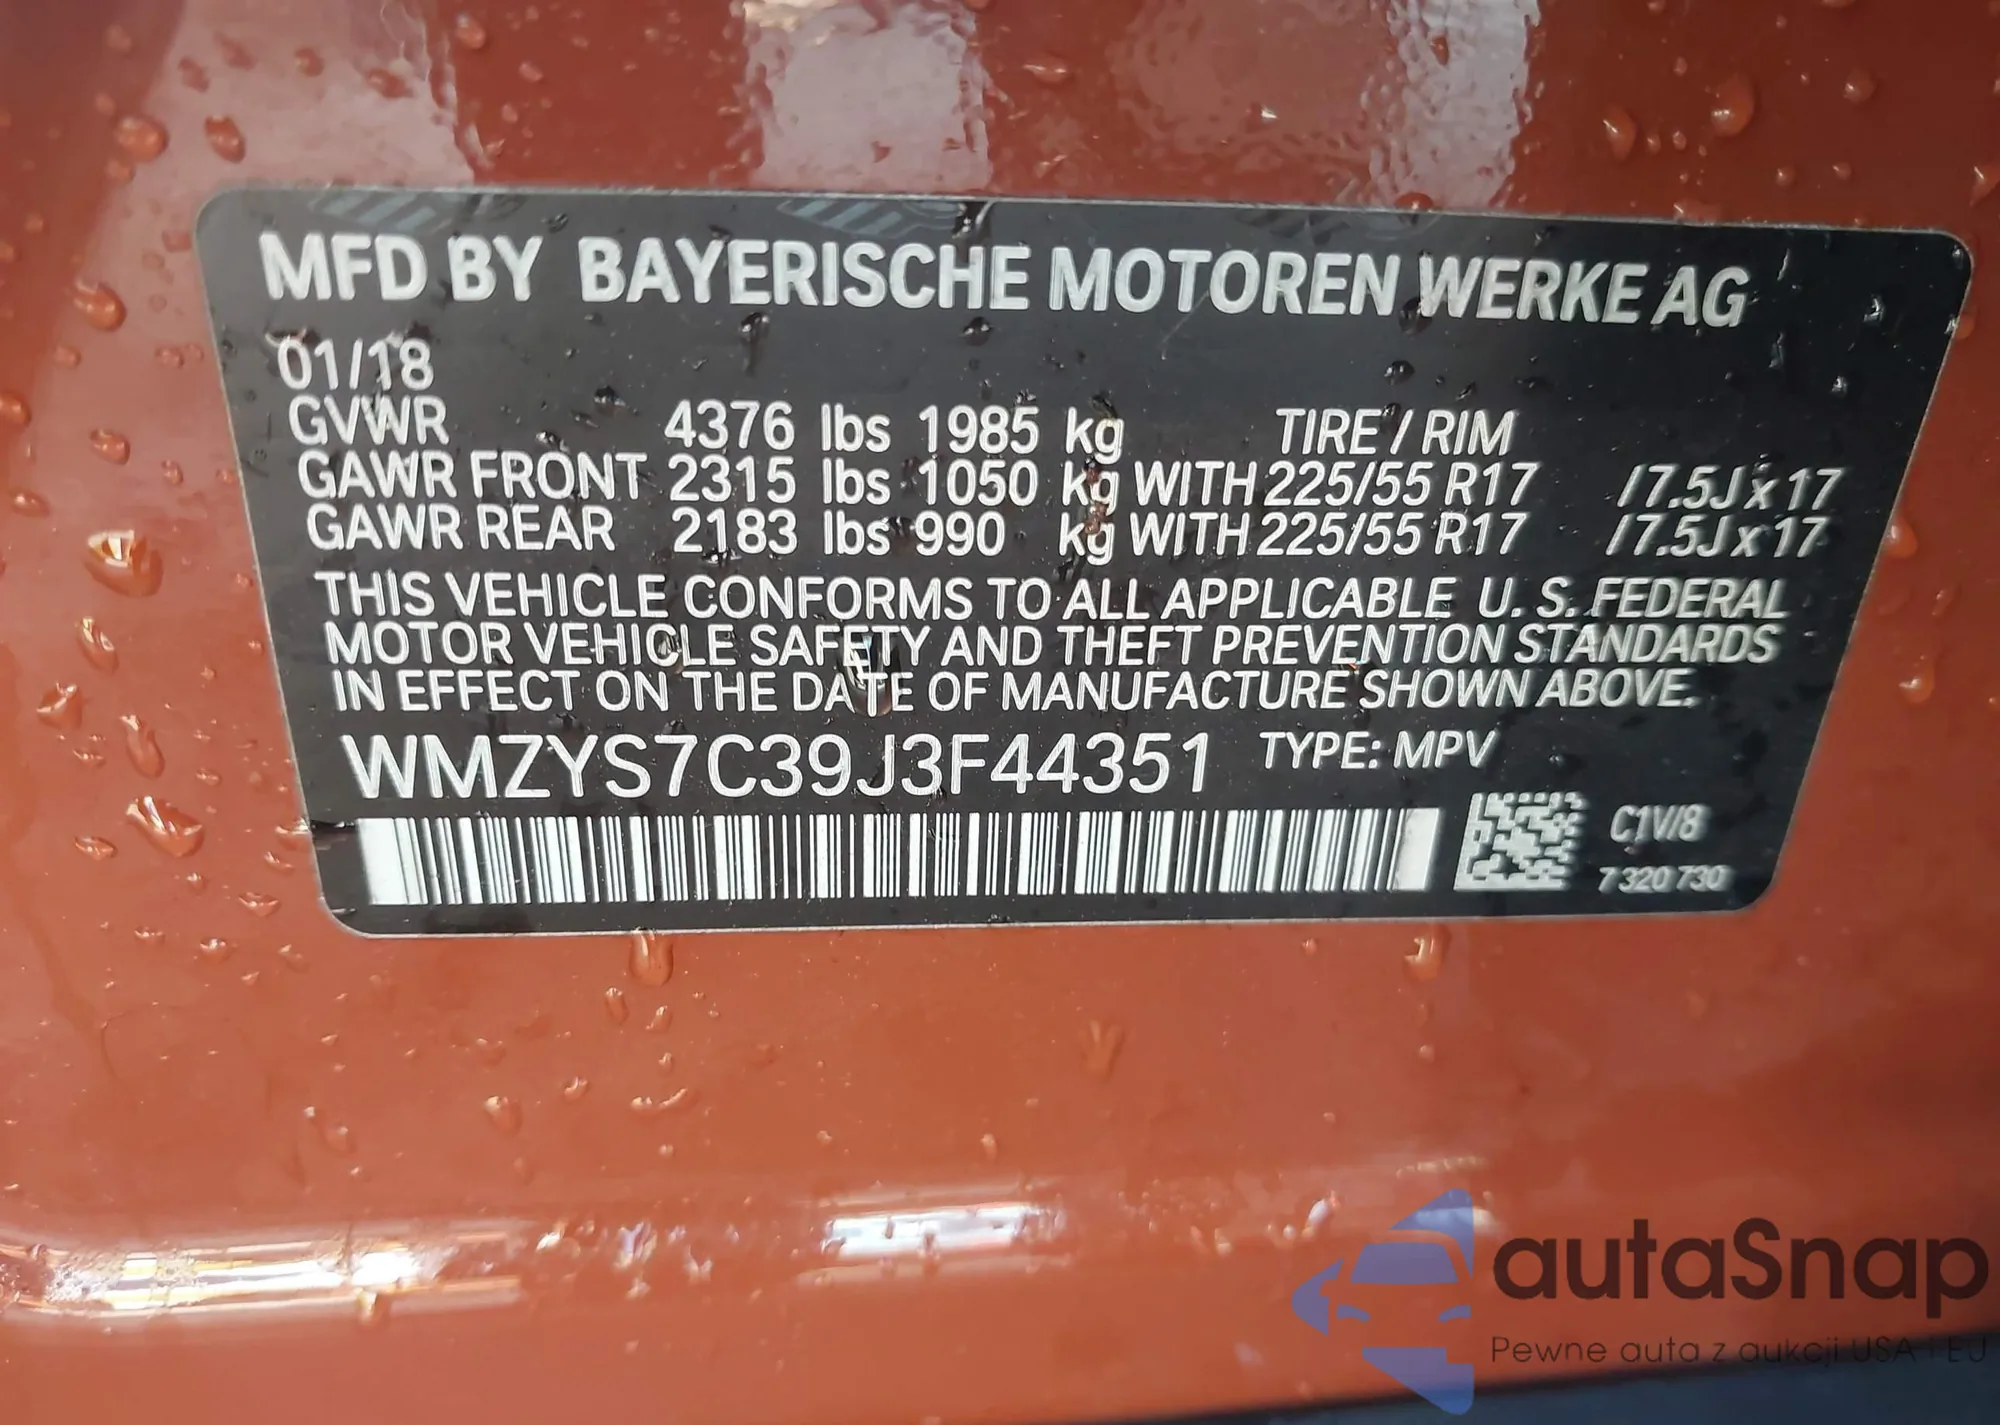 MFD BY BAYERISCHE MOTOREN WERKE AG
01/18
GVWR 4376 lbs 1985 kg TIRE / RIM
GAWR FRONT 2315 lbs 1050 kg WITH 225/55 R17 /7.5J x 17
GAWR REAR 2183 lbs 990 kg WITH 225/55 R17 /7.5J x 17
THIS VEHICLE CONFORMS TO ALL APPLICABLE U. S. FEDERAL
MOTOR VEHICLE SAFETY AND THEFT PREVENTION STANDARDS
IN EFFECT ON THE DATE OF MANUFACTURE SHOWN ABOVE.
WMZYS7C39J3F44351 TYPE: MPV
C1V/8
7 320 730
autaSnap
Pewne auta z aukcji USA i EU